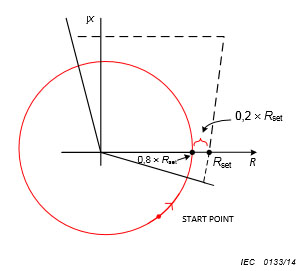 jX
0,2 × Rset
0,8 × Rset
Rset
R
START POINT
IEC 0133/14